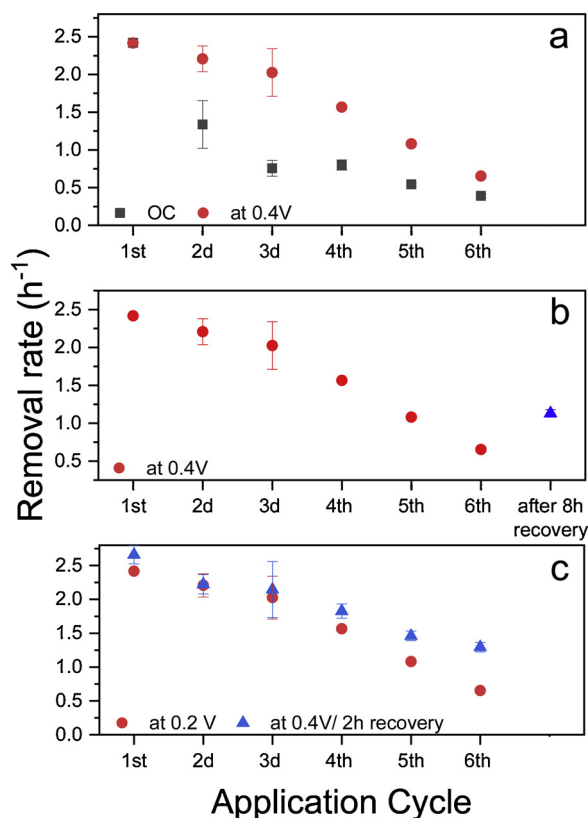 Removal rate (h⁻¹)
a
2.5
2.0
1.5
1.0
0.5
0.0
OC at 0.4V
1st 2d 3d 4th 5th 6th
b
2.5
2.0
1.5
1.0
0.5
at 0.4V
1st 2d 3d 4th 5th 6th after 8h
recovery
c
2.5
2.0
1.5
1.0
0.5
0.0
at 0.2 V at 0.4V/ 2h recovery
1st 2d 3d 4th 5th 6th
Application Cycle